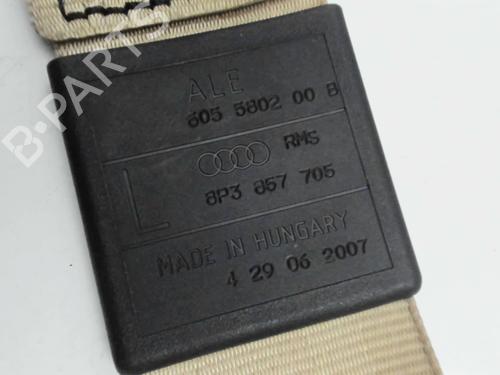 B-PARTS
ALE
605 5802 00 B
RMS
L
8P3 857 705
MADE IN HUNGARY
4 29 06 2007